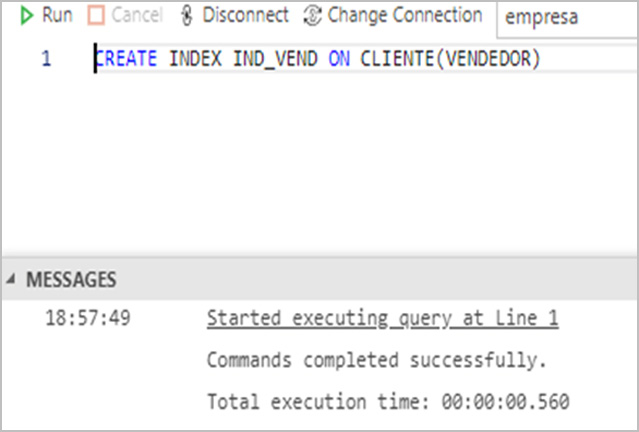 Run Cancel Disconnect Change Connection empresa
1 CREATE INDEX IND_VEND ON CLIENTE(VENDEDOR)
MESSAGES
18:57:49 Started executing query at Line 1
Commands completed successfully.
Total execution time: 00:00:00.560